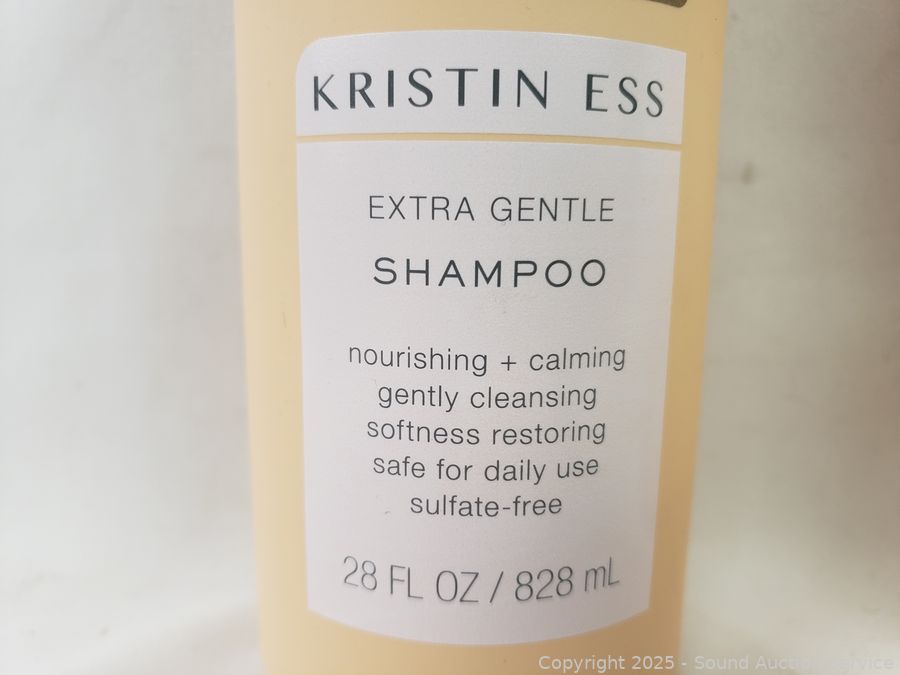 KRISTIN ESS
EXTRA GENTLE
SHAMPOO
nourishing + calming
gently cleansing
softness restoring
safe for daily use
sulfate-free
28 FL OZ / 828 mL
Copyright 2025 - Sound Auction Service